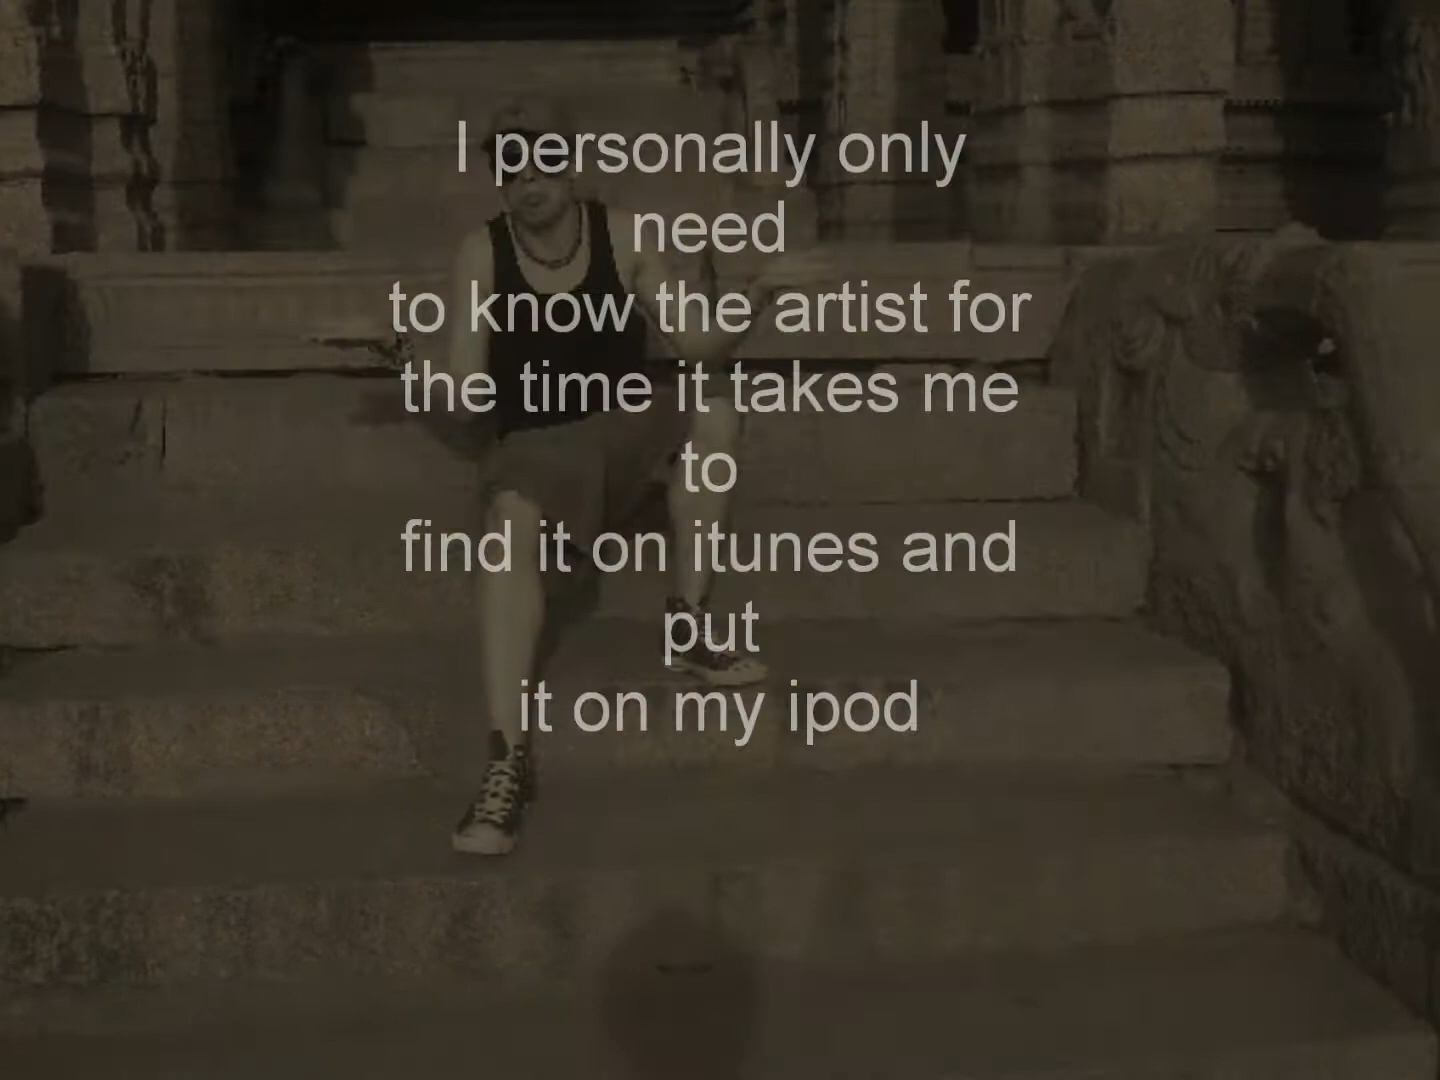 I personally only
need
to know the artist for
the time it takes me
to
find it on itunes and
put
it on my ipod